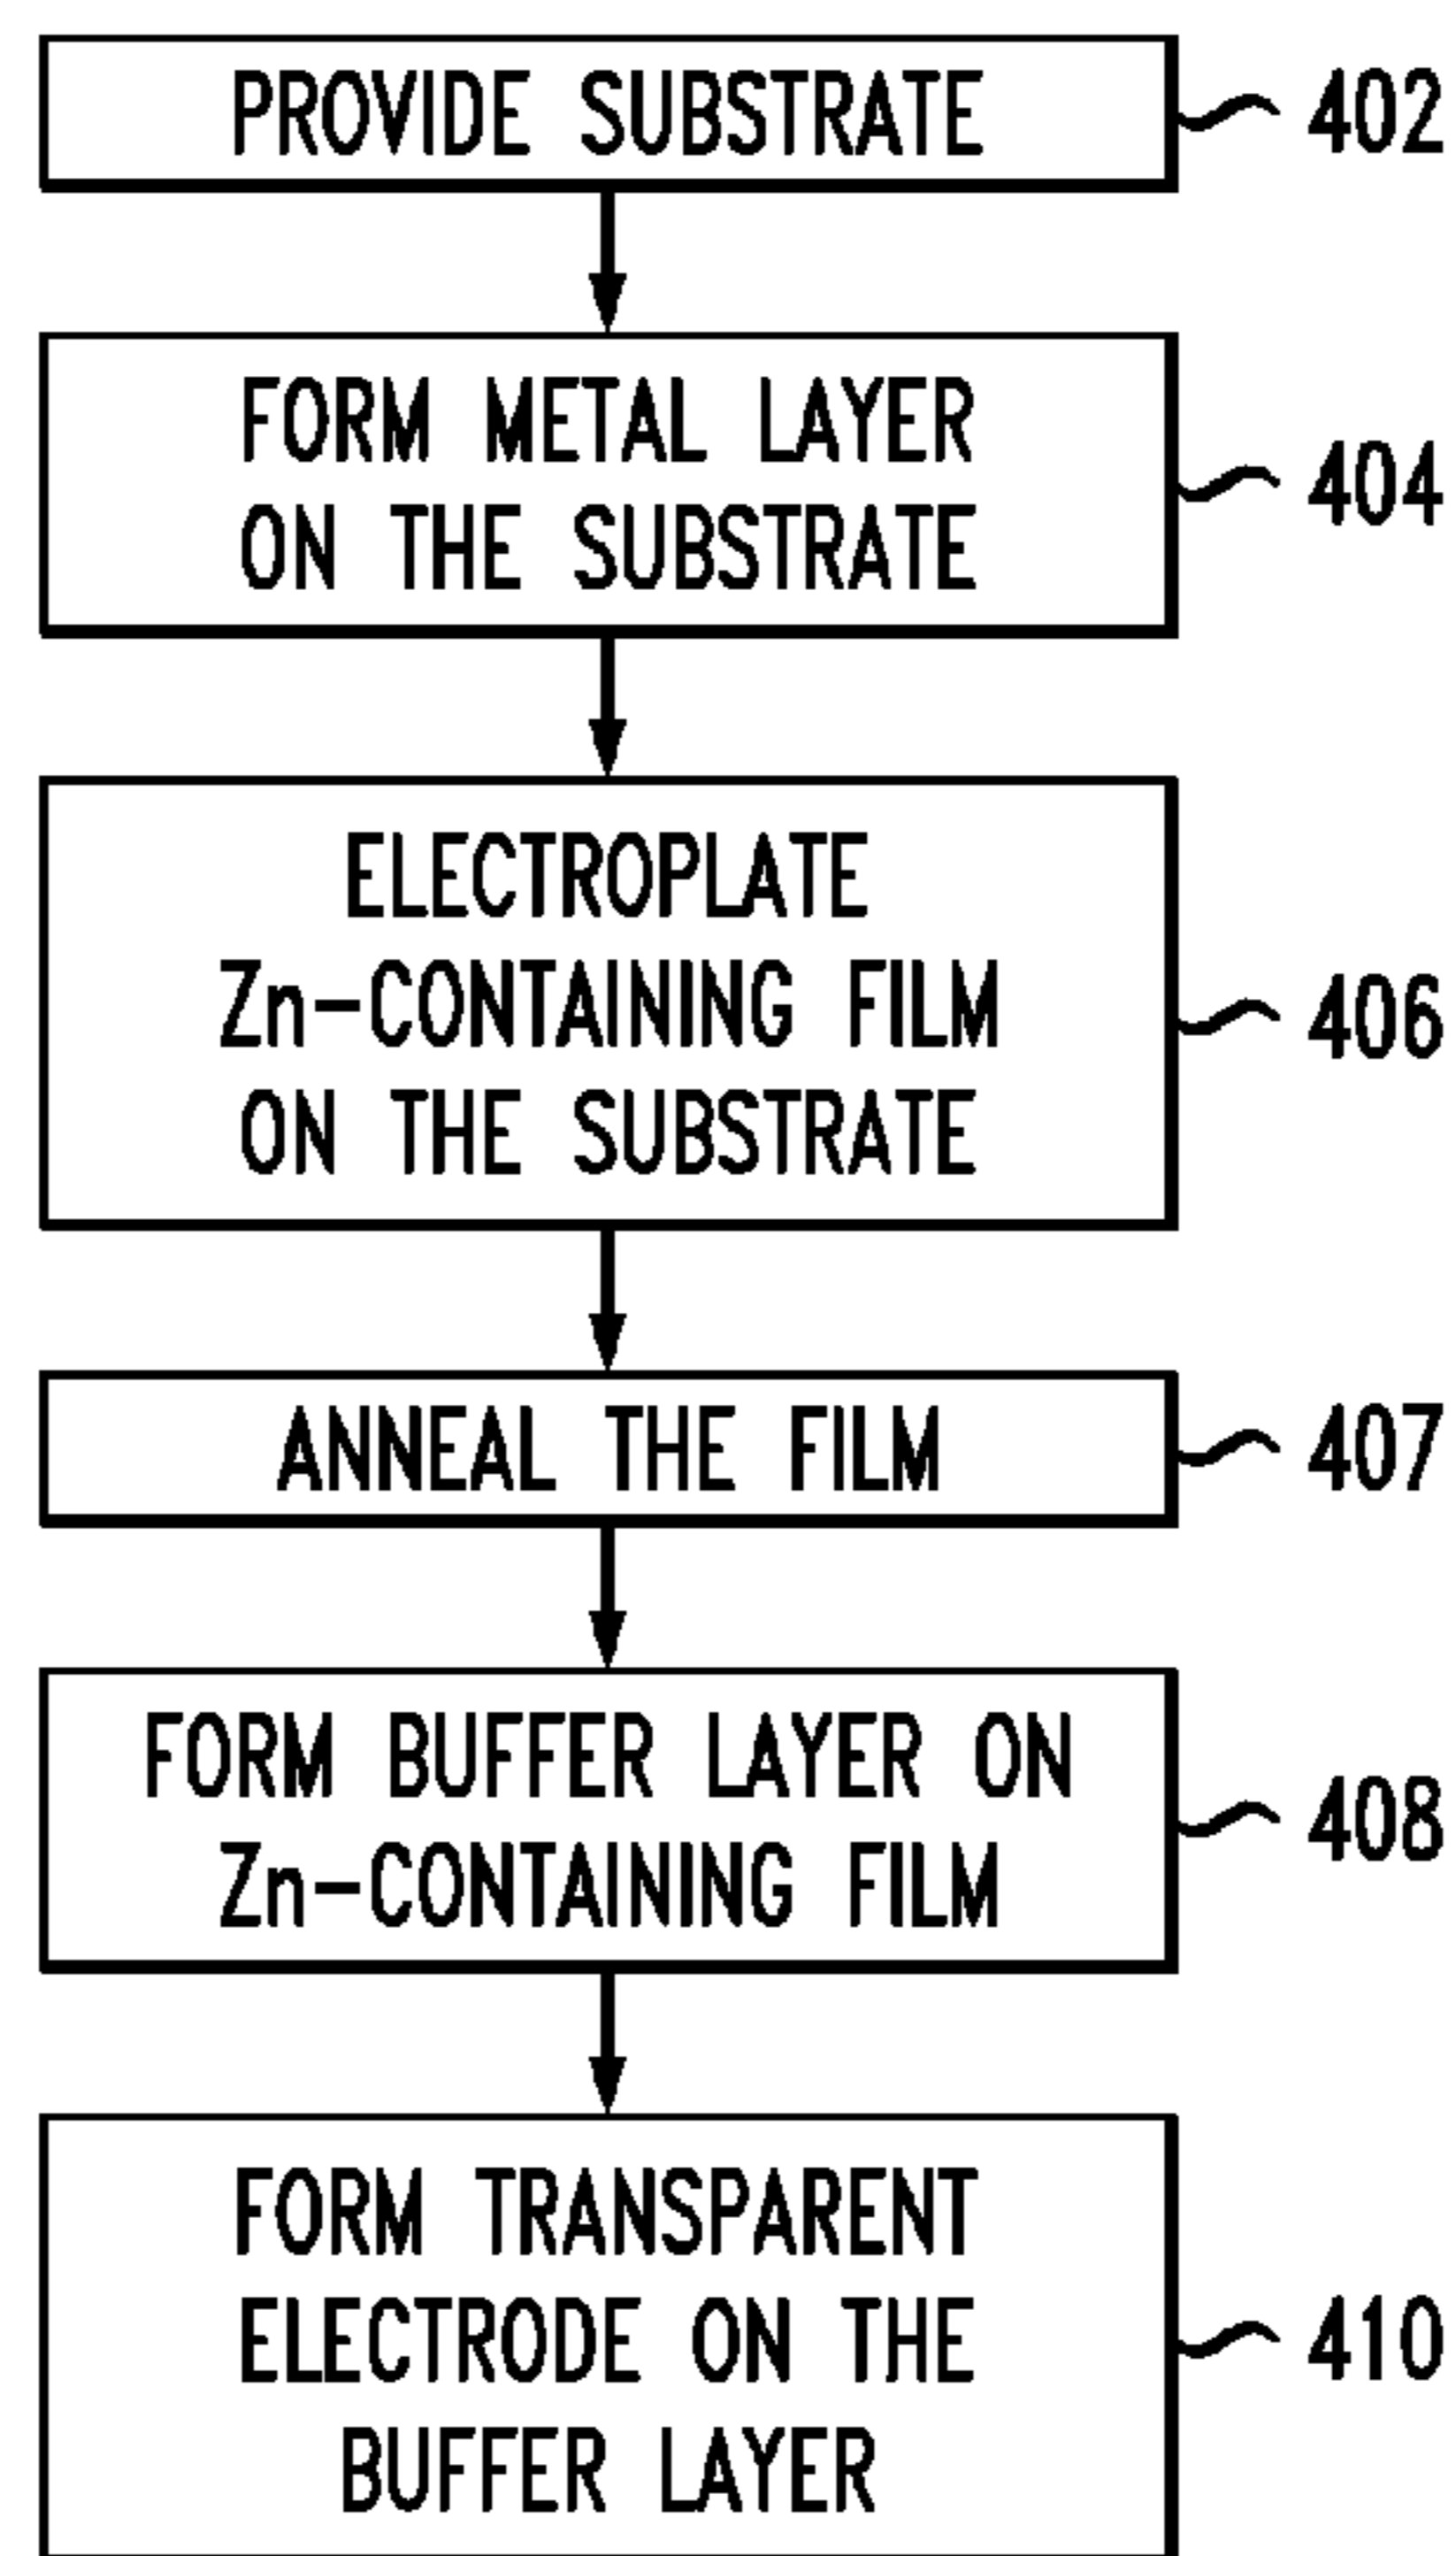 PROVIDE SUBSTRATE
402
FORM METAL LAYER
ON THE SUBSTRATE
404
ELECTROPLATE
Zn-CONTAINING FILM
ON THE SUBSTRATE
406
ANNEAL THE FILM
407
FORM BUFFER LAYER ON
Zn-CONTAINING FILM
408
FORM TRANSPARENT
ELECTRODE ON THE
BUFFER LAYER
410